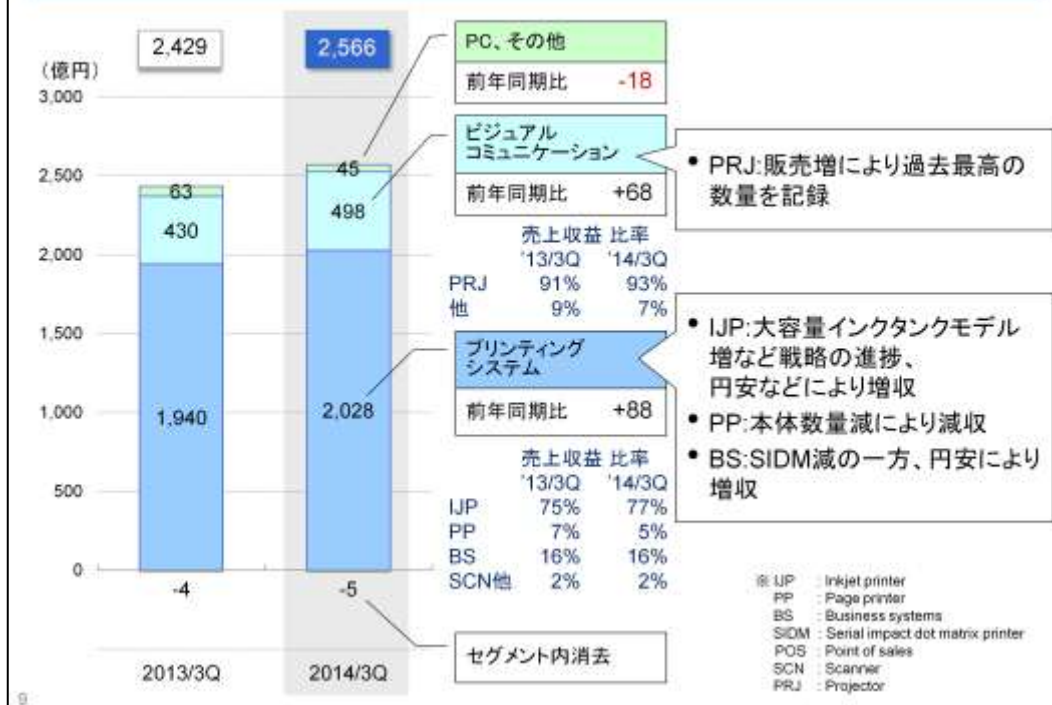 2,429
2,566
（億円）
3,000
2,500
2,000
1,500
1,000
500
0
63
430
1,940
-4
45
498
2,028
-5
2013/3Q
2014/3Q
PC、その他
前年同期比 -18
ビジュアル
コミュニケーション
前年同期比 +68
売上収益 比率
'13/3Q '14/3Q
PRJ 91% 93%
他 9% 7%
プリンティング
システム
前年同期比 +88
売上収益 比率
'13/3Q '14/3Q
IJP 75% 77%
PP 7% 5%
BS 16% 16%
SCN他 2% 2%
セグメント内消去
• PRJ:販売増により過去最高の
数量を記録
• IJP:大容量インクタンクモデル
増など戦略の進捗、
円安などにより増収
• PP:本体数量減により減収
• BS:SIDM減の一方、円安により
増収
※ IJP : Inkjet printer
PP : Page printer
BS : Business systems
SIDM : Serial impact dot matrix printer
POS : Point of sales
SCN : Scanner
PRJ : Projector
9